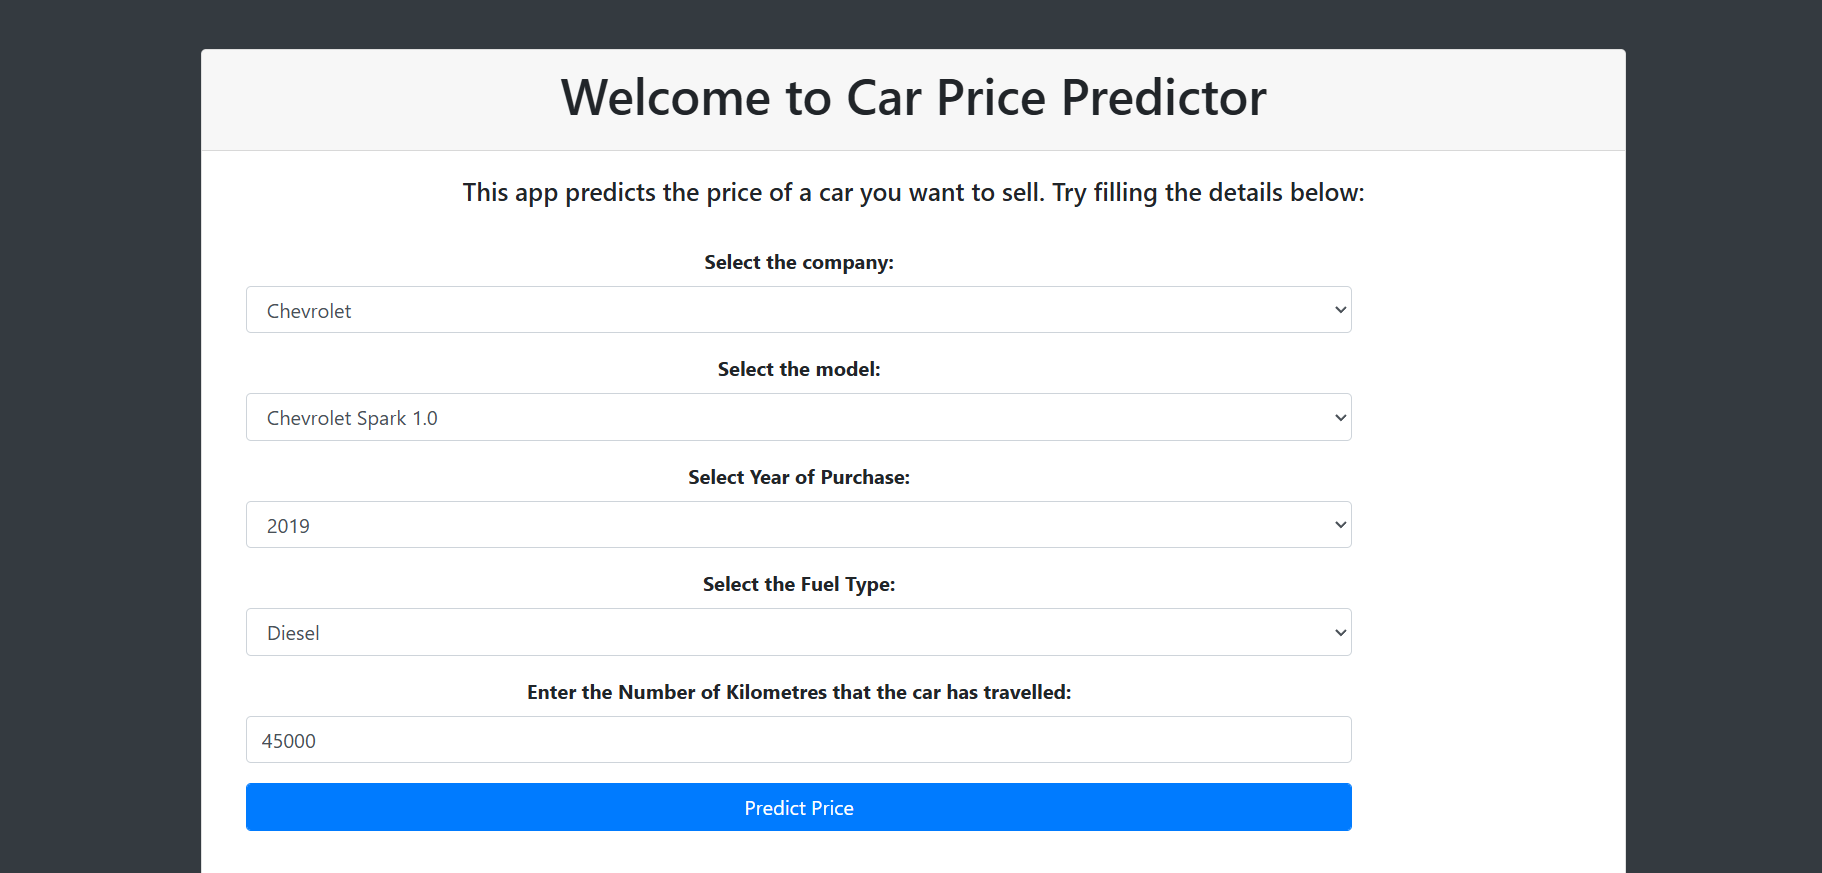 Welcome to Car Price Predictor
This app predicts the price of a car you want to sell. Try filling the details below:
Select the company:
Chevrolet
Select the model:
Chevrolet Spark 1.0
Select Year of Purchase:
2019
Select the Fuel Type:
Diesel
Enter the Number of Kilometres that the car has travelled:
45000
Predict Price